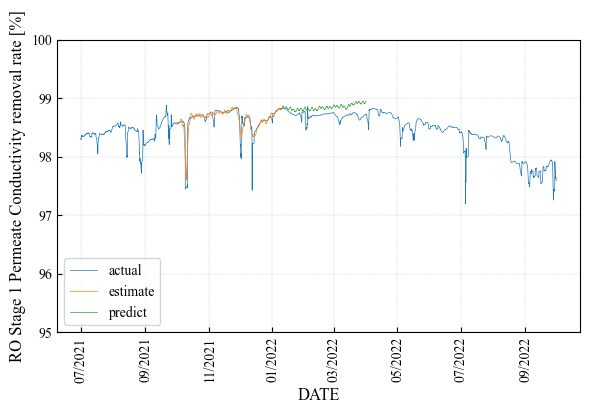 RO Stage 1 Permeate Conductivity removal rate [%]
100
99
98
97
96
95
actual
estimate
predict
07/2021
09/2021
11/2021
01/2022
03/2022
05/2022
07/2022
09/2022
DATE